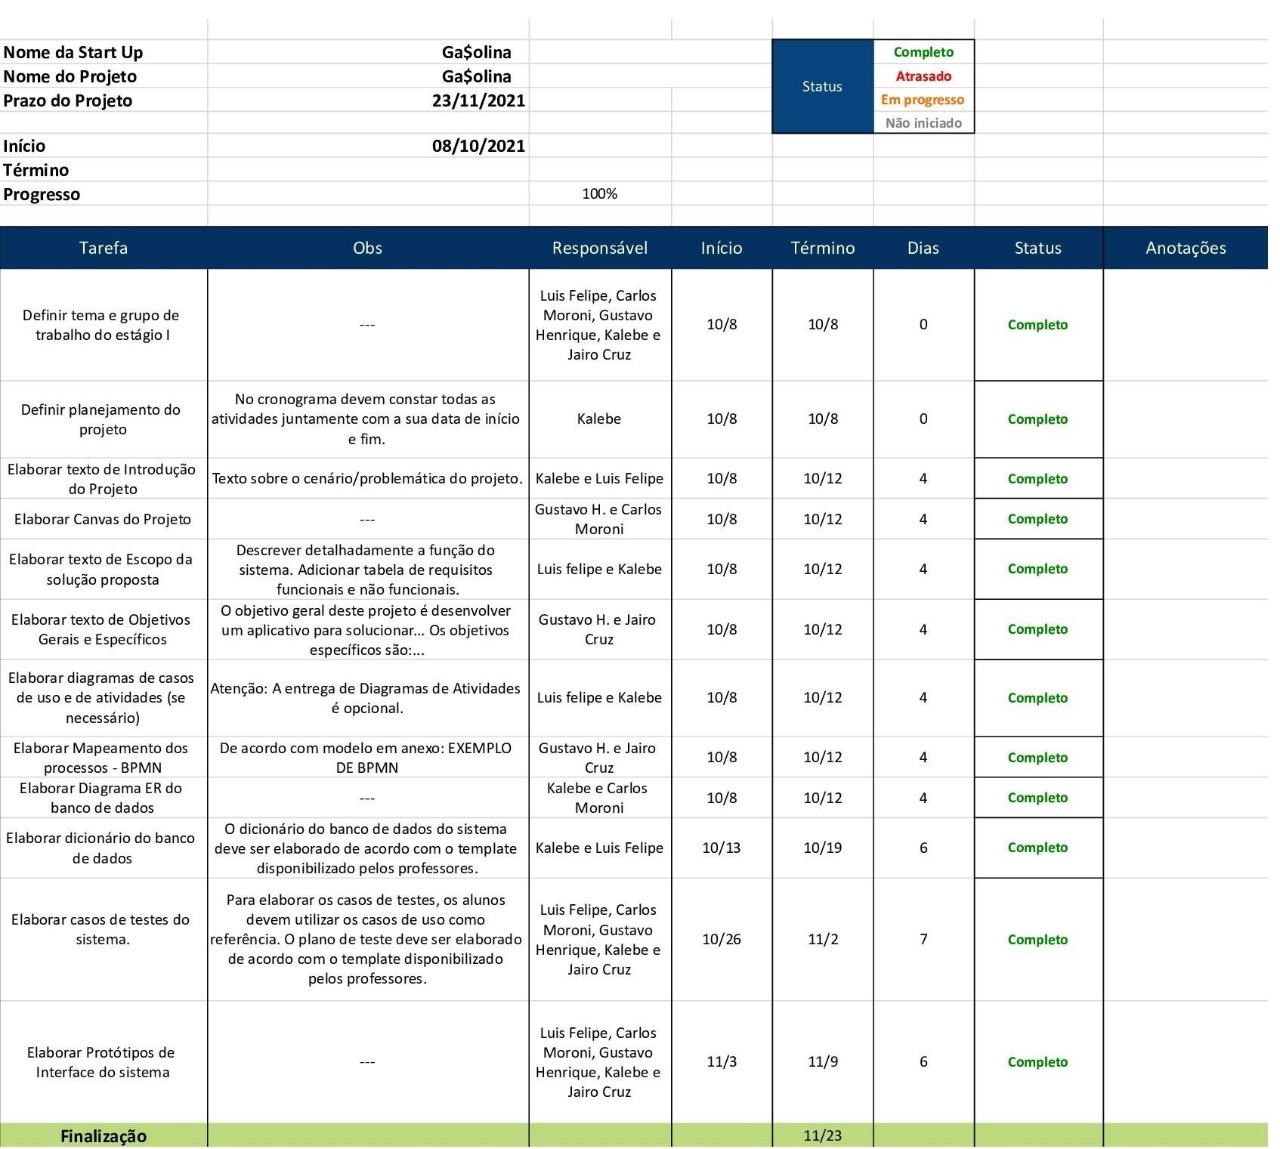 Nome da Start Up Ga$olina
Nome do Projeto Ga$olina
Prazo do Projeto 23/11/2021
Início 08/10/2021
Término
Progresso 100%
Status
Completo
Atrasado
Em progresso
Não iniciado
Tarefa Obs Responsável Início Término Dias Status Anotações
Definir tema e grupo de
trabalho do estágio I
---
Luis Felipe, Carlos
Moroni, Gustavo
Henrique, Kalebe e
Jairo Cruz
10/8 10/8 0 Completo
Definir planejamento do
projeto
No cronograma devem constar todas as
atividades juntamente com a sua data de início
e fim.
Kalebe
10/8 10/8 0 Completo
Elaborar texto de Introdução
do Projeto
Texto sobre o cenário/problemática do projeto.
Kalebe e Luis Felipe
10/8 10/12 4 Completo
Elaborar Canvas do Projeto
---
Gustavo H. e Carlos
Moroni
10/8 10/12 4 Completo
Elaborar texto de Escopo da
solução proposta
Descrever detalhadamente a função do
sistema. Adicionar tabela de requisitos
funcionais e não funcionais.
Luis felipe e Kalebe
10/8 10/12 4 Completo
Elaborar texto de Objetivos
Gerais e Específicos
O objetivo geral deste projeto é desenvolver
um aplicativo para solucionar... Os objetivos
específicos são:...
Gustavo H. e Jairo
Cruz
10/8 10/12 4 Completo
Elaborar diagramas de casos
de uso e de atividades (se
necessário)
Atenção: A entrega de Diagramas de Atividades
é opcional.
Luis felipe e Kalebe
10/8 10/12 4 Completo
Elaborar Mapeamento dos
processos - BPMN
De acordo com modelo em anexo: EXEMPLO
DE BPMN
Gustavo H. e Jairo
Cruz
10/8 10/12 4 Completo
Elaborar Diagrama ER do
banco de dados
---
Kalebe e Carlos
Moroni
10/8 10/12 4 Completo
Elaborar dicionário do banco
de dados
O dicionário do banco de dados do sistema
deve ser elaborado de acordo com o template
disponibilizado pelos professores.
Kalebe e Luis Felipe
10/13 10/19 6 Completo
Elaborar casos de testes do
sistema.
Para elaborar os casos de testes, os alunos
devem utilizar os casos de uso como
referência. O plano de teste deve ser elaborado
de acordo com o template disponibilizado
pelos professores.
Luis Felipe, Carlos
Moroni, Gustavo
Henrique, Kalebe e
Jairo Cruz
10/26 11/2 7 Completo
Elaborar Protótipos de
Interface do sistema
---
Luis Felipe, Carlos
Moroni, Gustavo
Henrique, Kalebe e
Jairo Cruz
11/3 11/9 6 Completo
Finalização 11/23